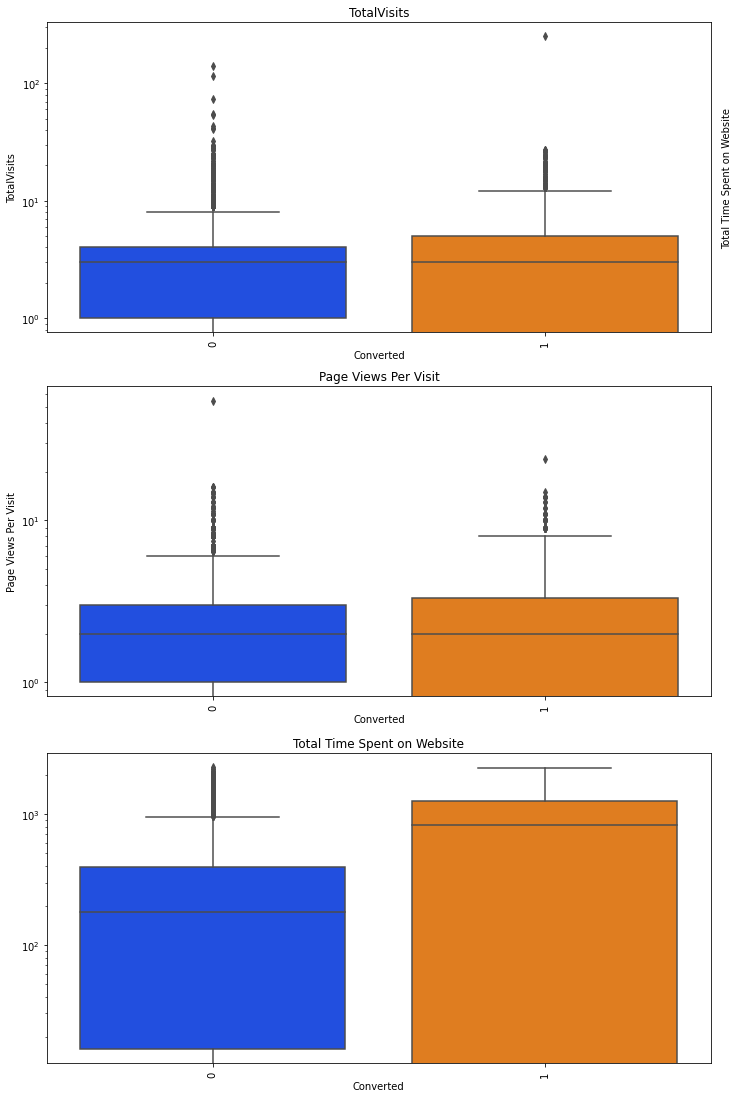 TotalVisits
10²
10¹
10⁰
TotalVisits
0
1
Converted
Total Time Spent on Website
Page Views Per Visit
10¹
10⁰
Page Views Per Visit
0
1
Converted
Total Time Spent on Website
10³
10²
0
1
Converted